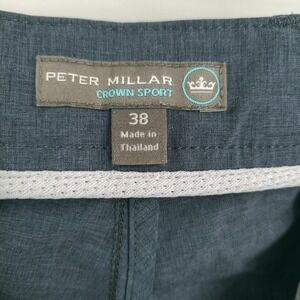 PETER MILLAR
CROWN SPORT
38
Made in
Thailand